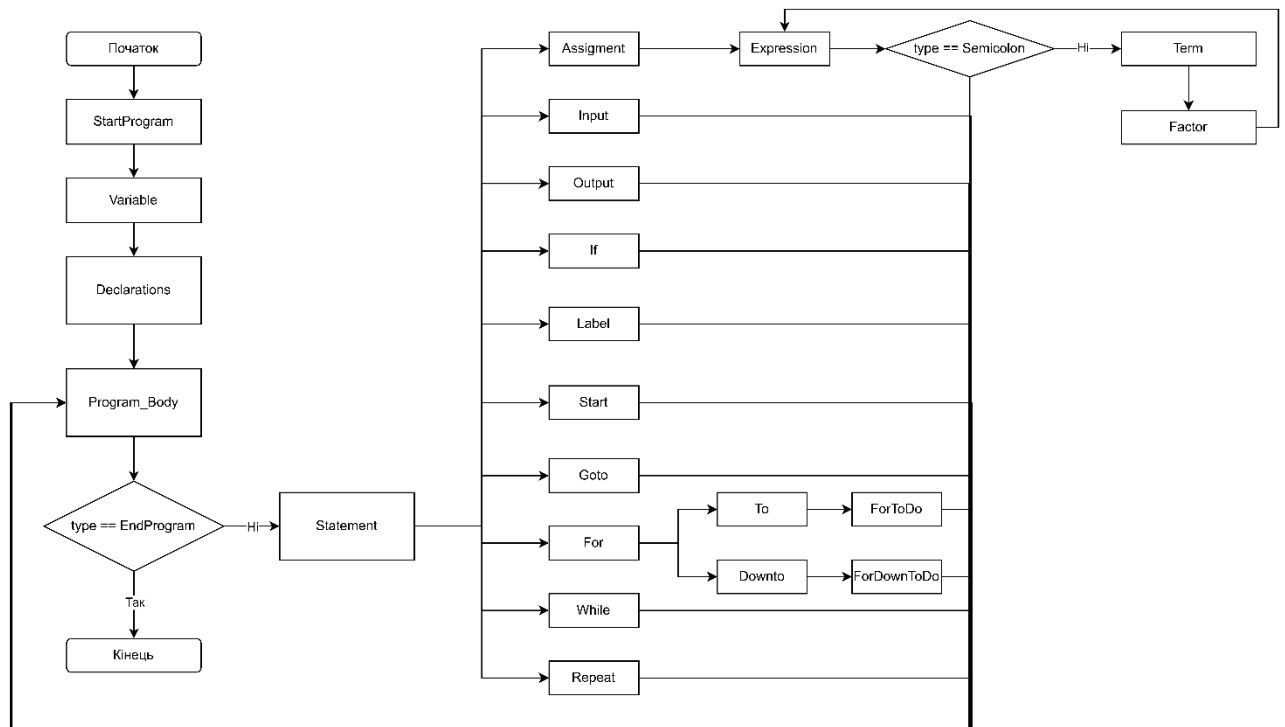 Початок
StartProgram
Variable
Declarations
Program_Body
type == EndProgram
Так
Кінець
Ні
Statement
Assigment
Expression
type == Semicolon
Ні
Term
Factor
Input
Output
If
Label
Start
Goto
For
To
ForToDo
Downto
ForDownToDo
While
Repeat